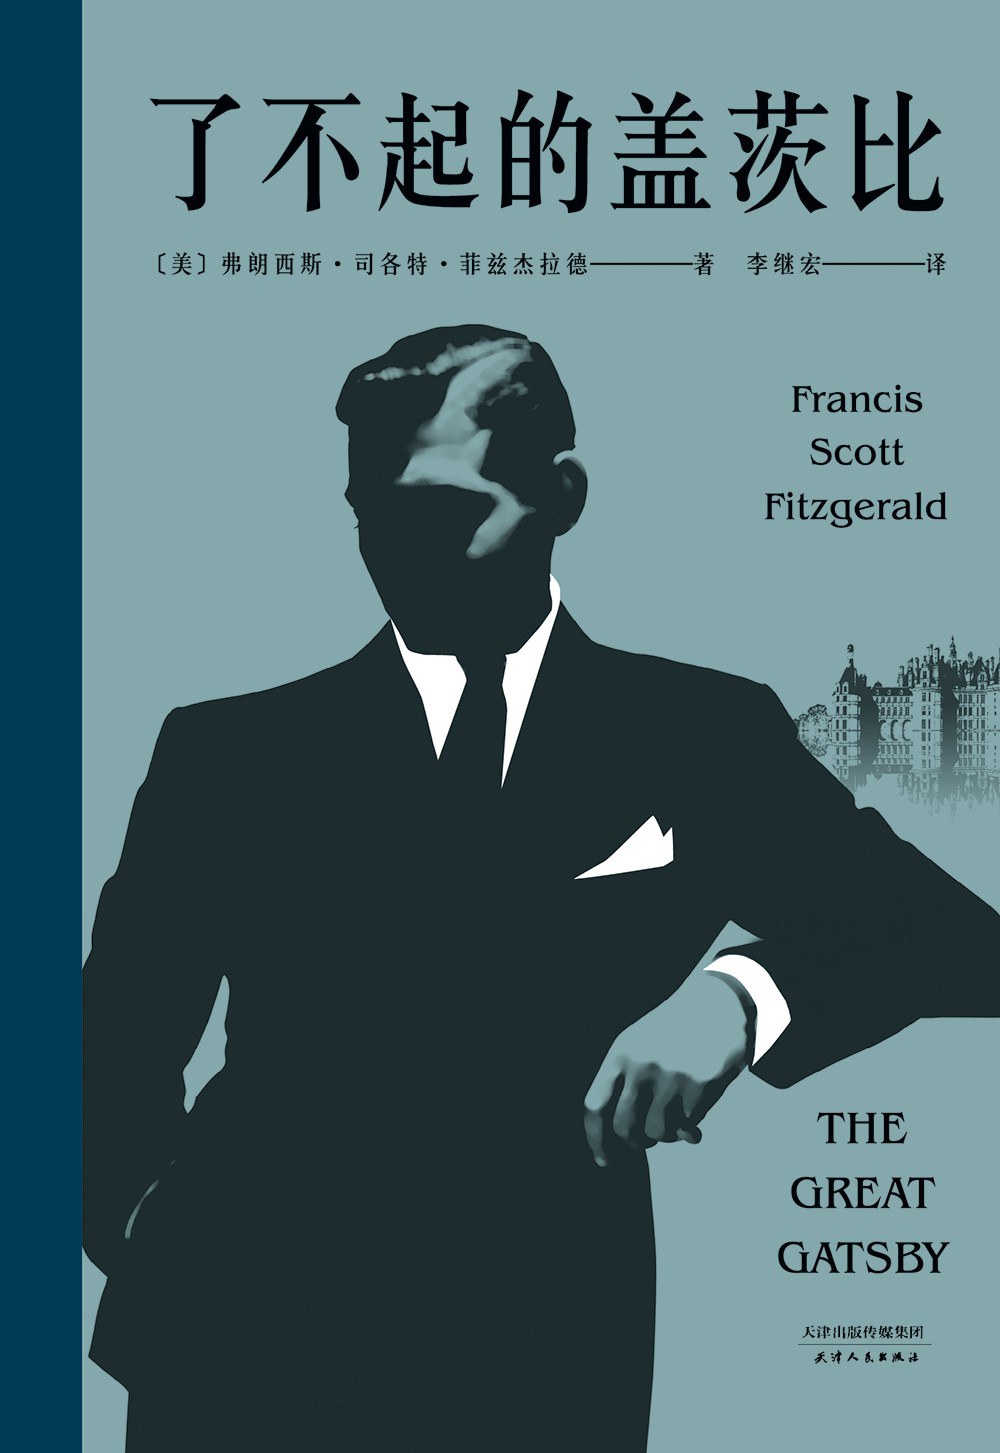 了不起的盖茨比
〔美〕弗朗西斯·司各特·菲兹杰拉德————著 李继宏————译
Francis
Scott
Fitzgerald
THE
GREAT
GATSBY
天津出版传媒集团
天津人民出版社